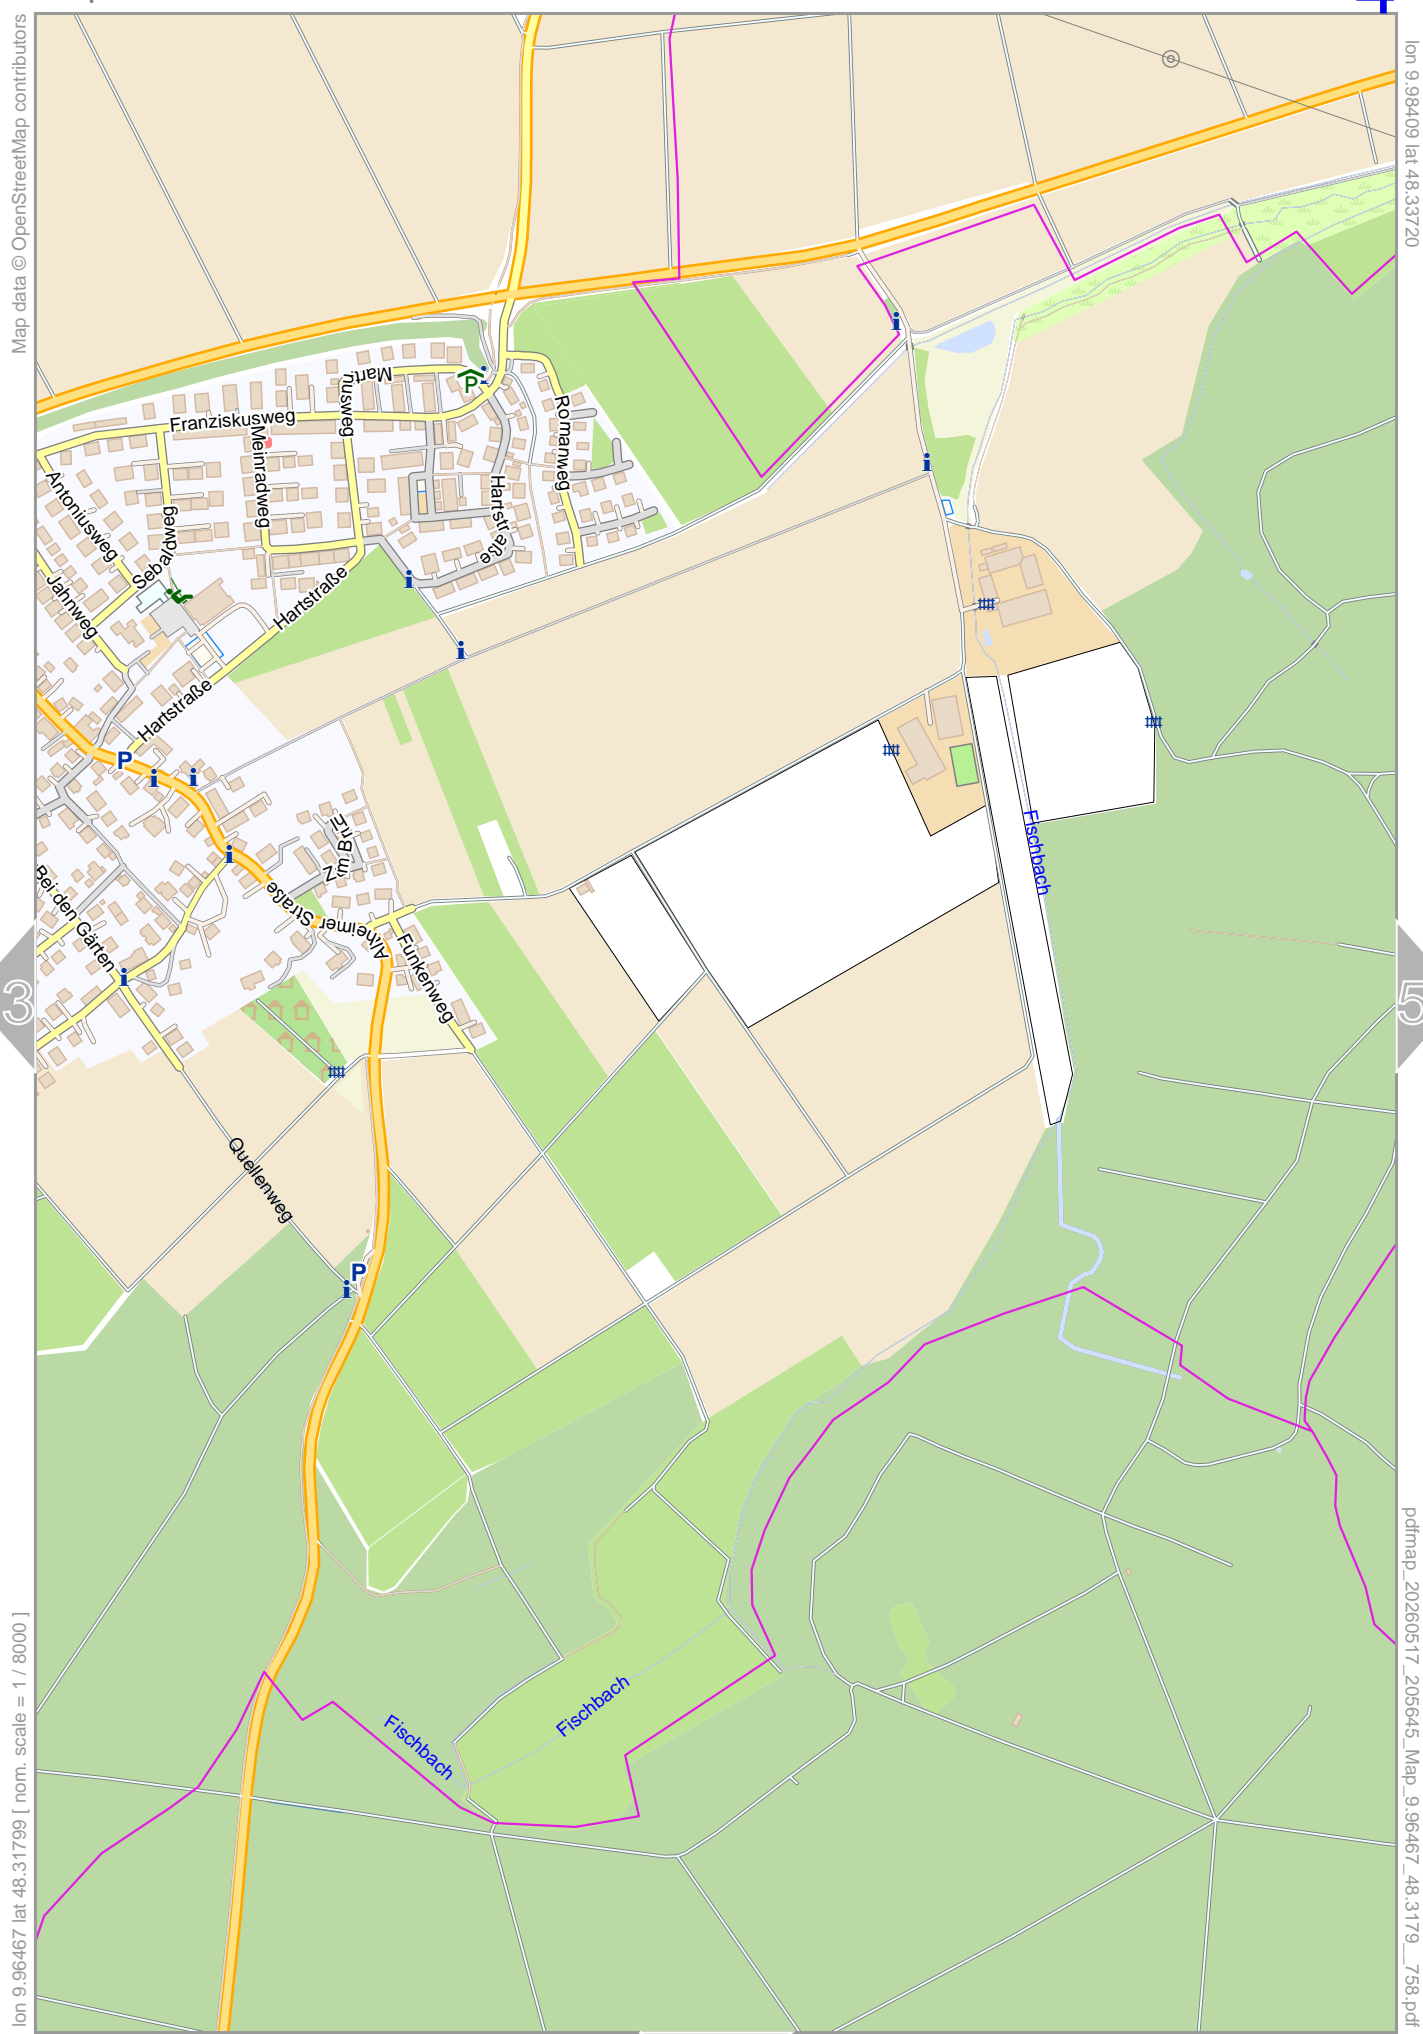 Map data © OpenStreetMap contributors
lon 9.98409 lat 48.33720
Martinusweg
P
Franziskusweg
Meinradweg
Romanweg
Antoniusweg
Sebaldweg
Hartstraße
Jahnweg
Hartstraße
Hartstraße
P
i
i
i
i
i
i
i
i
Zum Brühl
Fischbach
Bei den Gärten
Altheimer Straße
Funkenweg
i
3
5
Quellenweg
P
i
Fischbach
Fischbach
lon 9.96467 lat 48.31799 [ nom. scale = 1 / 8000 ]
pdfmap_20260517_205645_Map_9.96467_48.3179__758.pdf